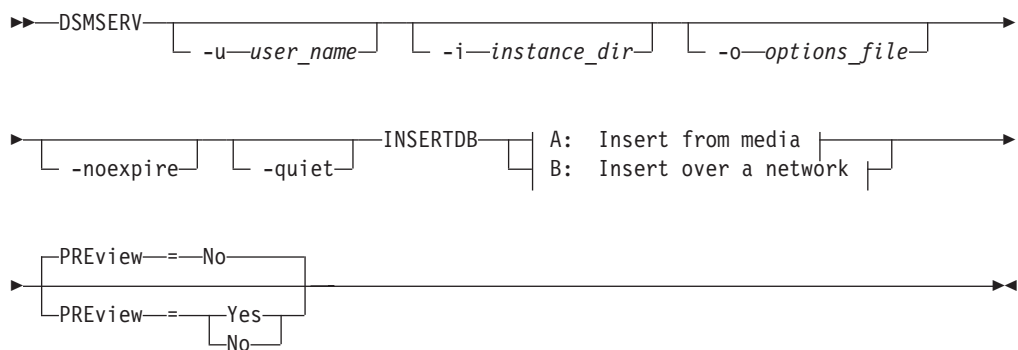 DSMSERV
-u user_name -i instance_dir -o options_file
-noexpire -quiet INSERTDB A: Insert from media
B: Insert over a network
PREview = No
PREview = Yes
No